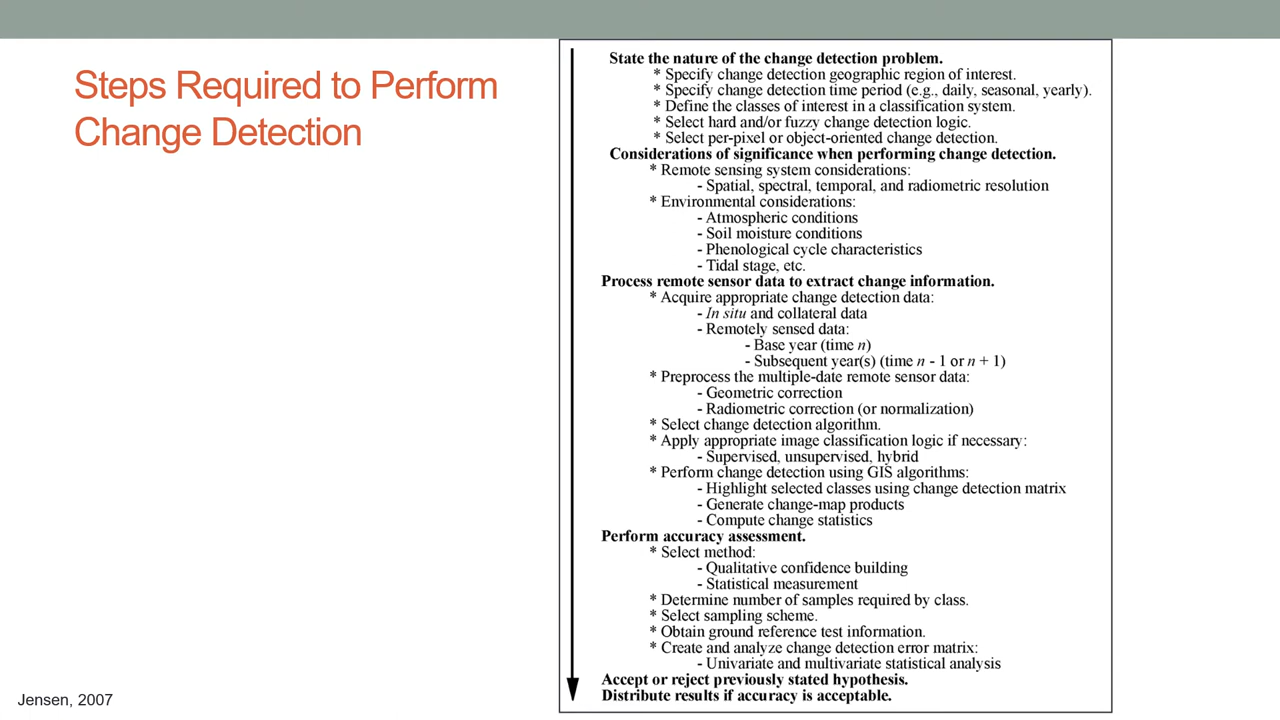 Steps Required to Perform
Change Detection
State the nature of the change detection problem.
* Specify change detection geographic region of interest.
* Specify change detection time period (e.g., daily, seasonal, yearly).
* Define the classes of interest in a classification system.
* Select hard and/or fuzzy change detection logic.
* Select per-pixel or object-oriented change detection.
Considerations of significance when performing change detection.
* Remote sensing system considerations:
- Spatial, spectral, temporal, and radiometric resolution
* Environmental considerations:
- Atmospheric conditions
- Soil moisture conditions
- Phenological cycle characteristics
- Tidal stage, etc.
Process remote sensor data to extract change information.
* Acquire appropriate change detection data:
- In situ and collateral data
- Remotely sensed data:
- Base year (time n)
- Subsequent year(s) (time n - 1 or n + 1)
* Preprocess the multiple-date remote sensor data:
- Geometric correction
- Radiometric correction (or normalization)
* Select change detection algorithm.
* Apply appropriate image classification logic if necessary:
- Supervised, unsupervised, hybrid
* Perform change detection using GIS algorithms:
- Highlight selected classes using change detection matrix
- Generate change-map products
- Compute change statistics
Perform accuracy assessment.
* Select method:
- Qualitative confidence building
- Statistical measurement
* Determine number of samples required by class.
* Select sampling scheme.
* Obtain ground reference test information.
* Create and analyze change detection error matrix:
- Univariate and multivariate statistical analysis
Accept or reject previously stated hypothesis.
Distribute results if accuracy is acceptable.
Jensen, 2007